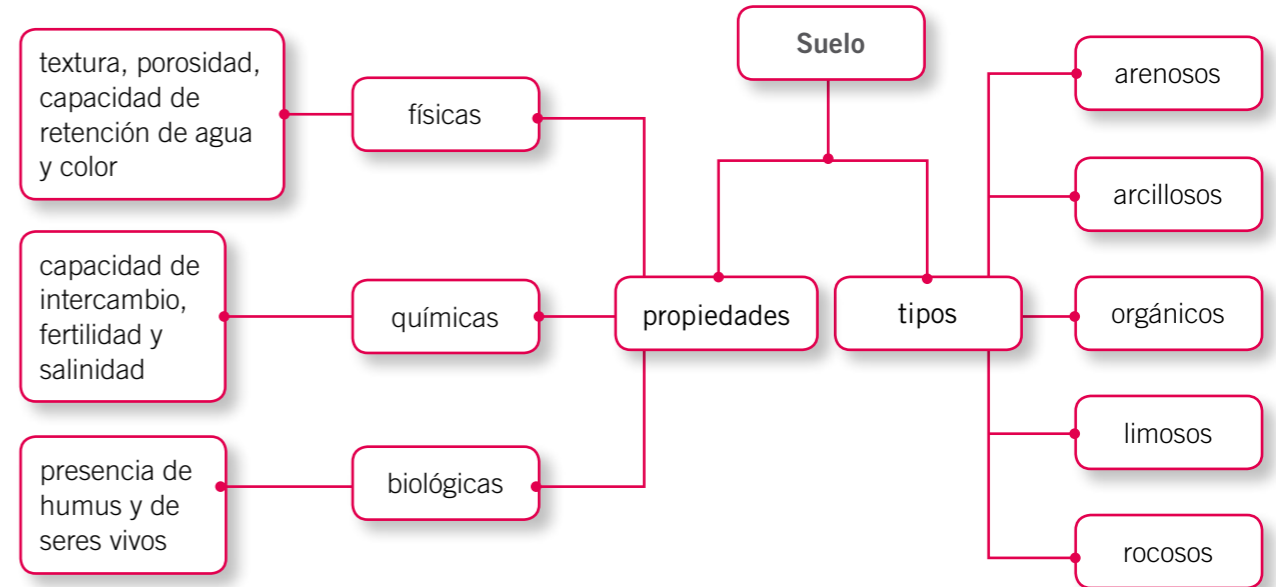 Suelo
propiedades
tipos
físicas
textura, porosidad,
capacidad de
retención de agua
y color
químicas
capacidad de
intercambio,
fertilidad y
salinidad
biológicas
presencia de
humus y de
seres vivos
arenosos
arcillosos
orgánicos
limosos
rocosos